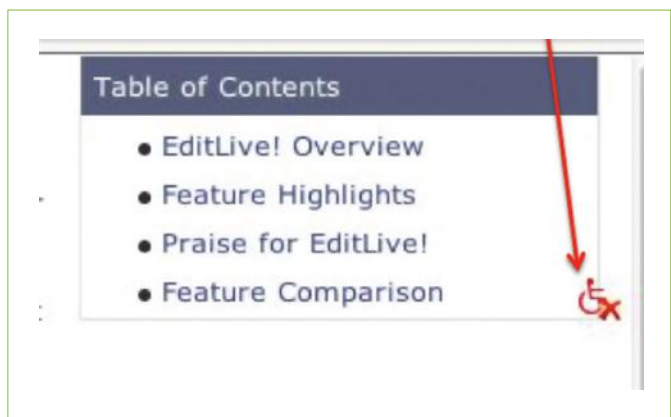 Table of Contents
EditLive! Overview
Feature Highlights
Praise for EditLive!
Feature Comparison